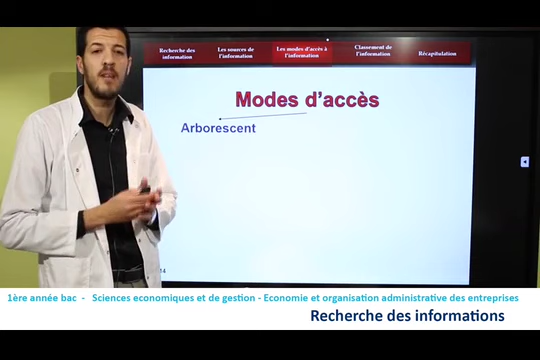 Recherche des
information
Les sources de
l'information
Les modes d'accès à
l'information
Classement de
l'information
Récapitulation
Modes d'accès
Arborescent
14
1ère année bac - Sciences economiques et de gestion - Economie et organisation administrative des entreprises
Recherche des informations